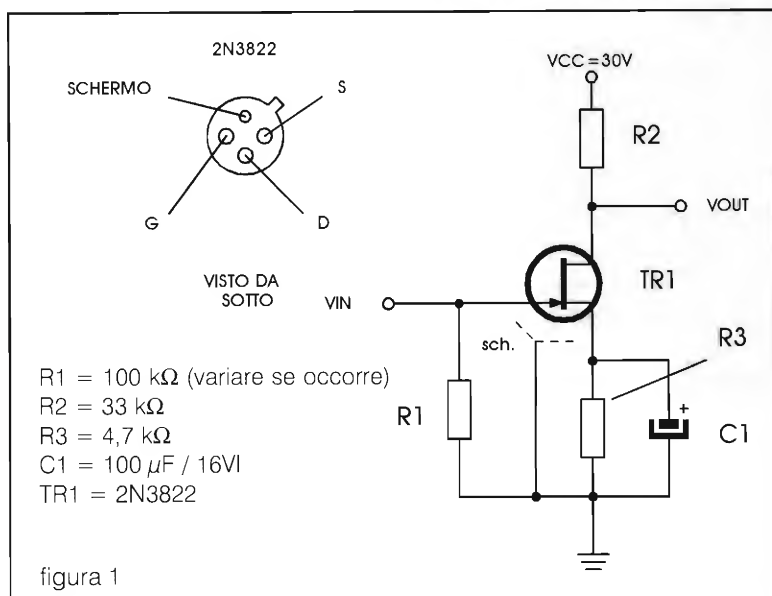 2N3822
SCHERMO
S
G
D
VISTO DA
SOTTO
VCC=30V
R2
VOUT
TR1
VIN
sch.
R3
R1
+
C1
R1 = 100 kΩ (variare se occorre)
R2 = 33 kΩ
R3 = 4,7 kΩ
C1 = 100 µF / 16Vl
TR1 = 2N3822
figura 1